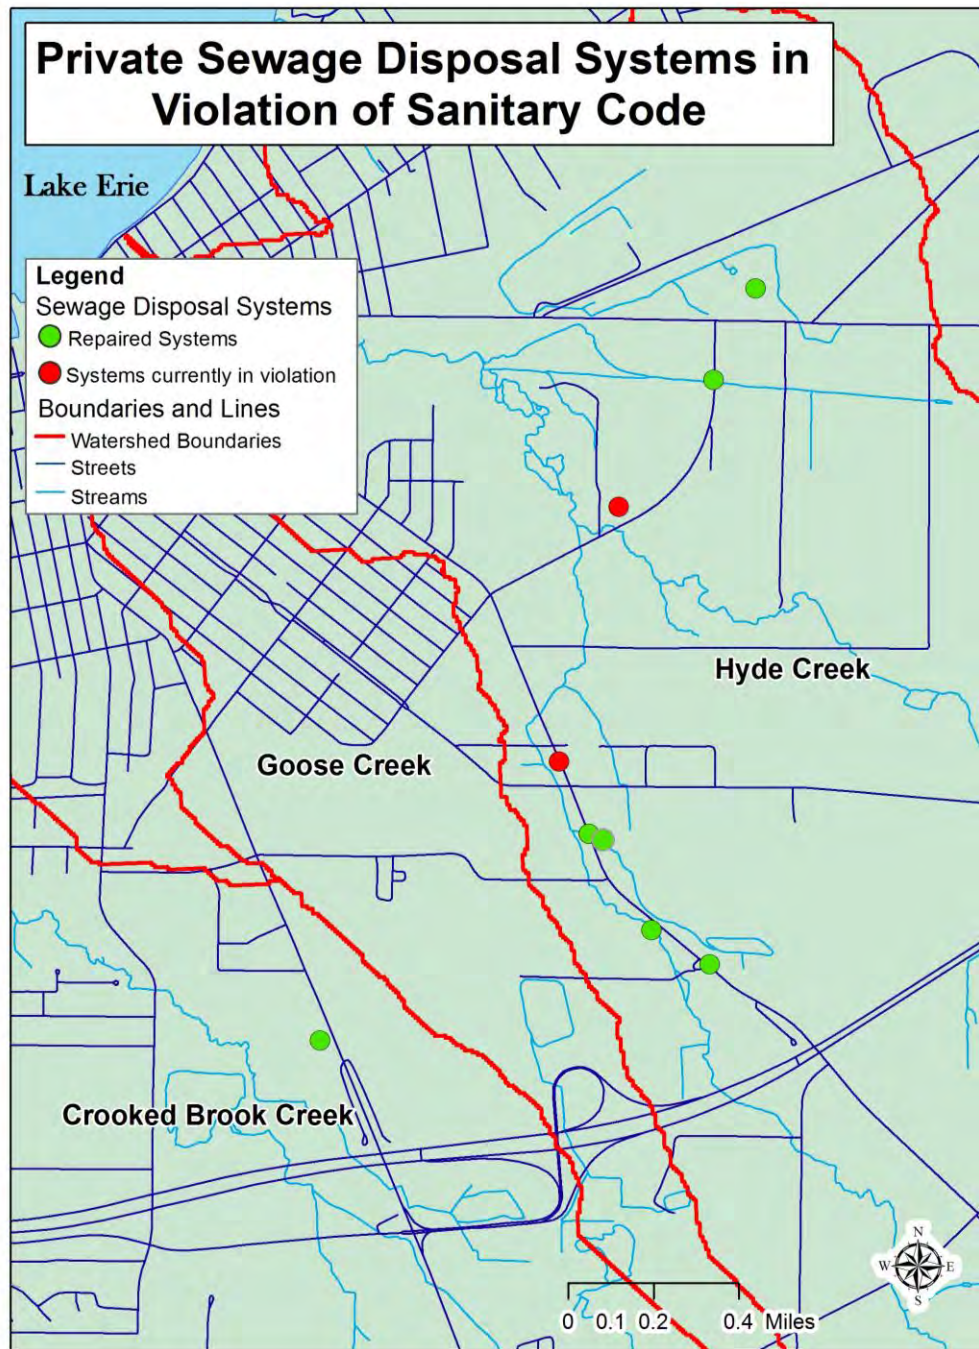 Private Sewage Disposal Systems in
Violation of Sanitary Code
Lake Erie
Legend
Sewage Disposal Systems
Repaired Systems
Systems currently in violation
Boundaries and Lines
Watershed Boundaries
Streets
Streams
Hyde Creek
Goose Creek
Crooked Brook Creek
N
W E
S
0 0.1 0.2 0.4 Miles